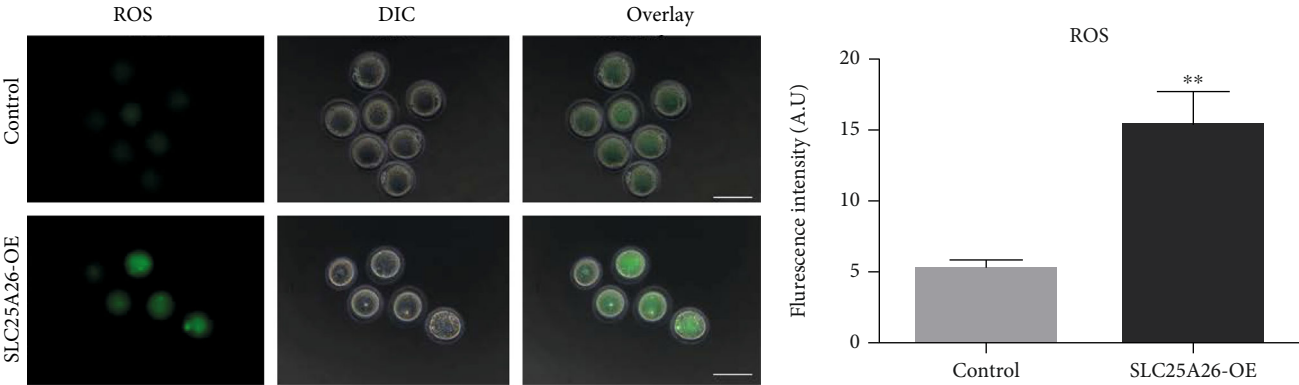 ROS
DIC
Overlay
Control
SLC25A26-OE
ROS
Flurescence intensity (A.U)
20
15
10
5
0
**
Control
SLC25A26-OE